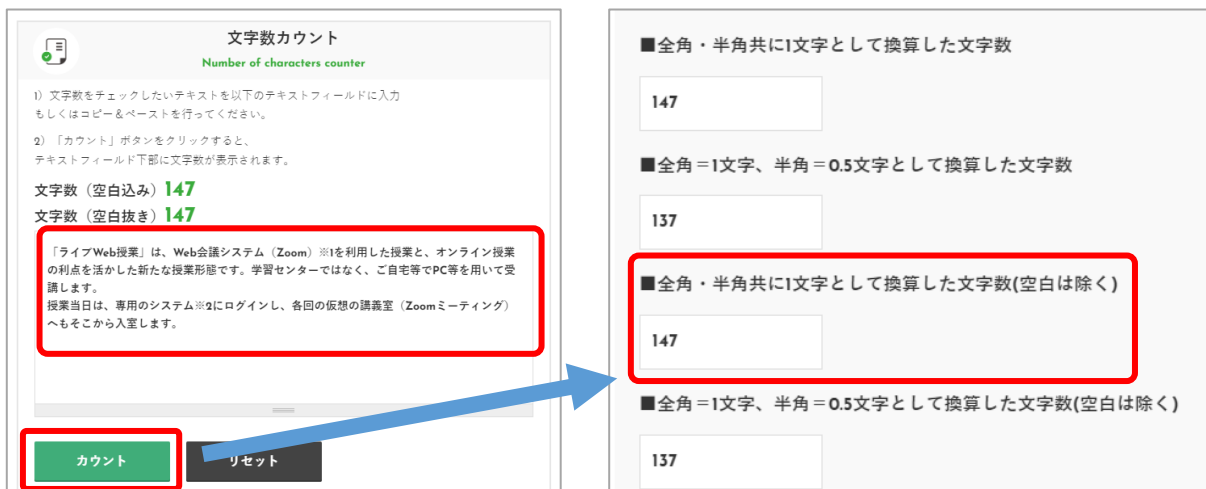 文字数カウント
Number of characters counter
1）文字数をチェックしたいテキストを以下のテキストフィールドに入力
もしくはコピー＆ペーストを行ってください。
2）「カウント」ボタンをクリックすると、
テキストフィールド下部に文字数が表示されます。
文字数（空白込み）147
文字数（空白抜き）147
「ライブWeb授業」は、Web会議システム（Zoom）※1を利用した授業と、オンライン授業
の利点を活かした新たな授業形態です。学習センターではなく、ご自宅等でPC等を用いて受
講します。
授業当日は、専用のシステム※2にログインし、各回の仮想の講義室（Zoomミーティング）
へもそこから入室します。
カウント
リセット
■全角・半角共に1文字として換算した文字数
147
■全角＝1文字、半角＝0.5文字として換算した文字数
137
■全角・半角共に1文字として換算した文字数(空白は除く)
147
■全角＝1文字、半角＝0.5文字として換算した文字数(空白は除く)
137